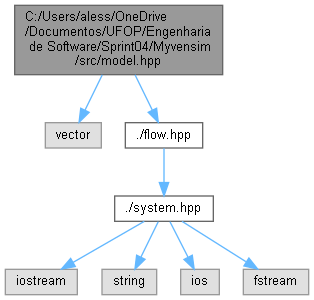 C:/Users/aless/OneDrive
/Documentos/UFOP/Engenharia
de Software/Sprint04/Myvensim
/src/model.hpp
vector
./flow.hpp
./system.hpp
iostream
string
ios
fstream